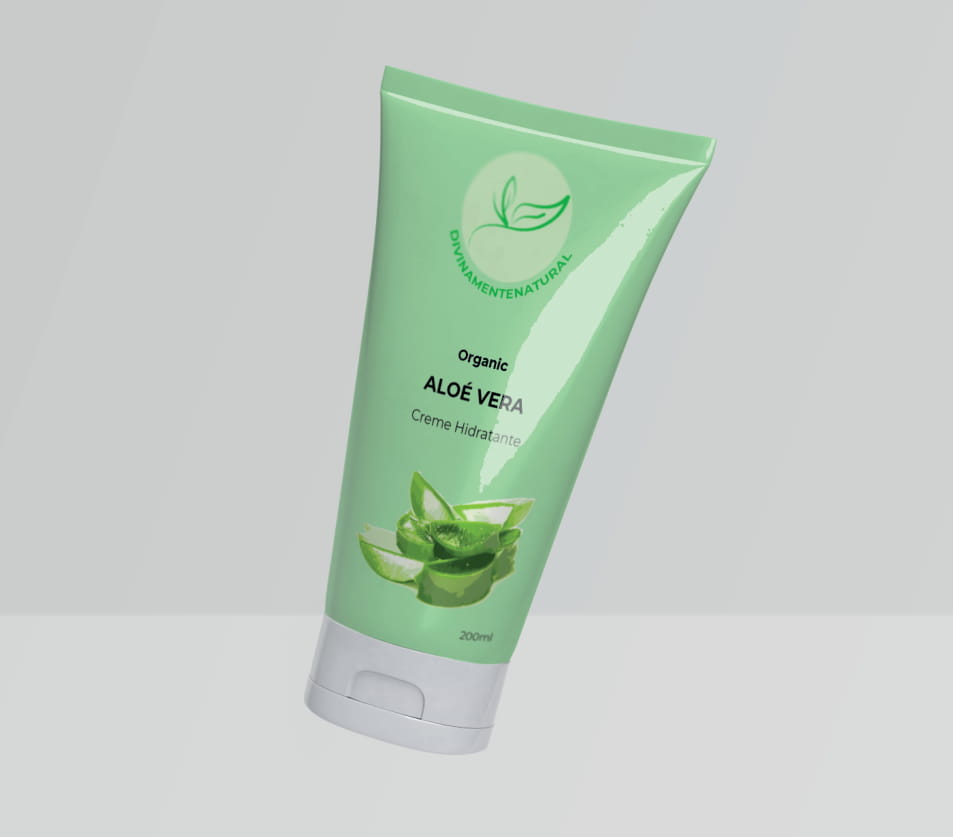 DIVINAMENTENATURAL
Organic
ALOÉ VERA
Creme Hidratante
200ml